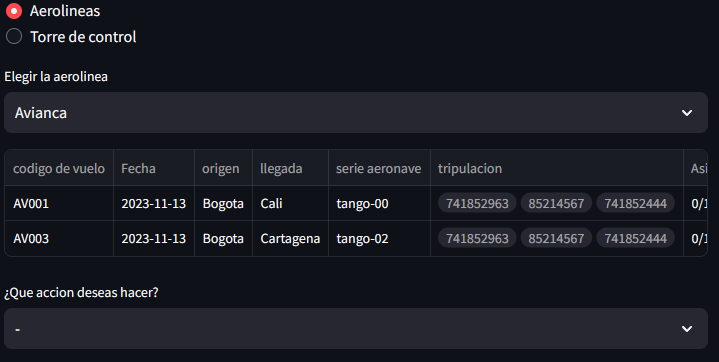 Aerolineas
Torre de control
Elegir la aerolinea
Avianca
codigo de vuelo Fecha origen llegada serie aeronave tripulacion Asi
AV001 2023-11-13 Bogota Cali tango-00 741852963 85214567 741852444 0/1
AV003 2023-11-13 Bogota Cartagena tango-02 741852963 85214567 741852444 0/1
¿Que accion deseas hacer?
-